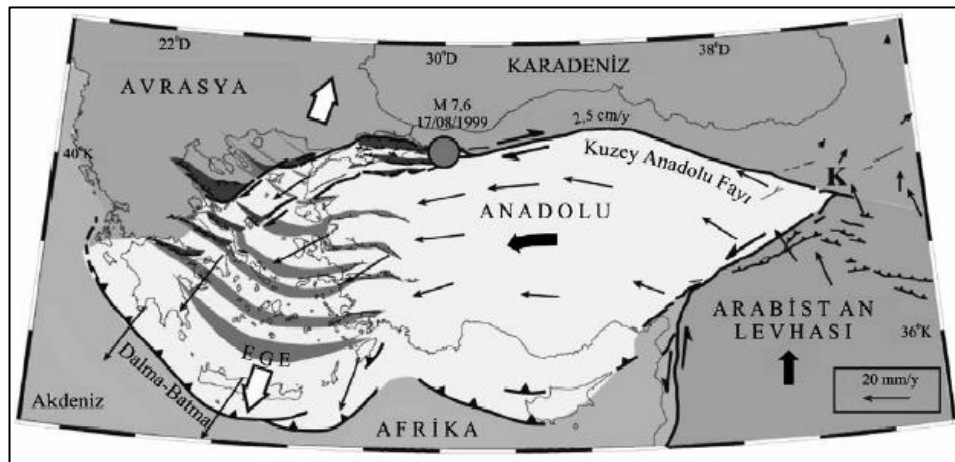 22°D
30°D
38°D
AVRASYA
KARADENİZ
M 7,6
17/08/1999
2,5 cm/y
40°K
Kuzey Anadolu Fayı
K
ANADOLU
ARABİSTAN
LEVHASI
36°K
EGE
Dalma-Batma
20 mm/y
Akdeniz
AFRİKA